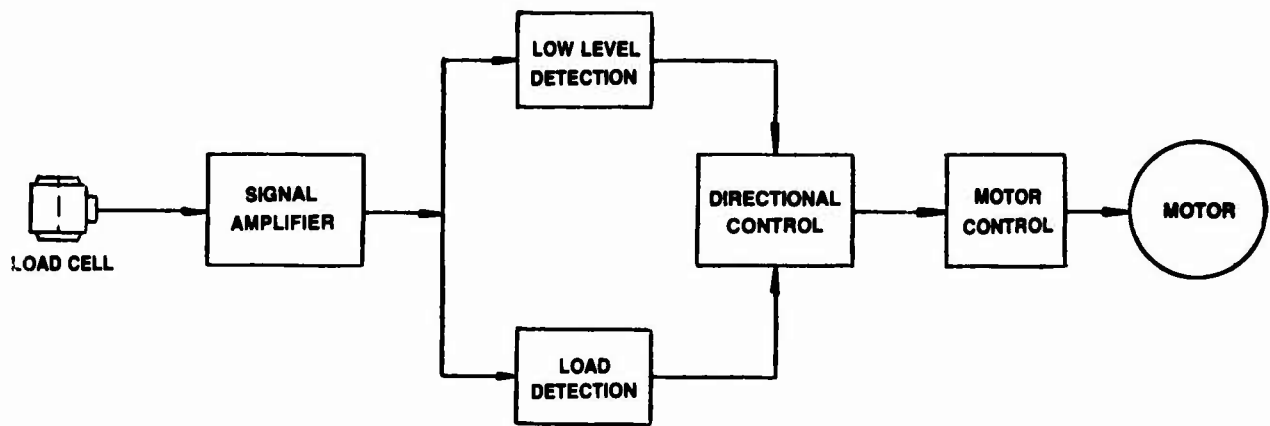 LOW LEVEL
DETECTION
SIGNAL
AMPLIFIER
LOAD CELL
DIRECTIONAL
CONTROL
MOTOR
CONTROL
MOTOR
LOAD
DETECTION